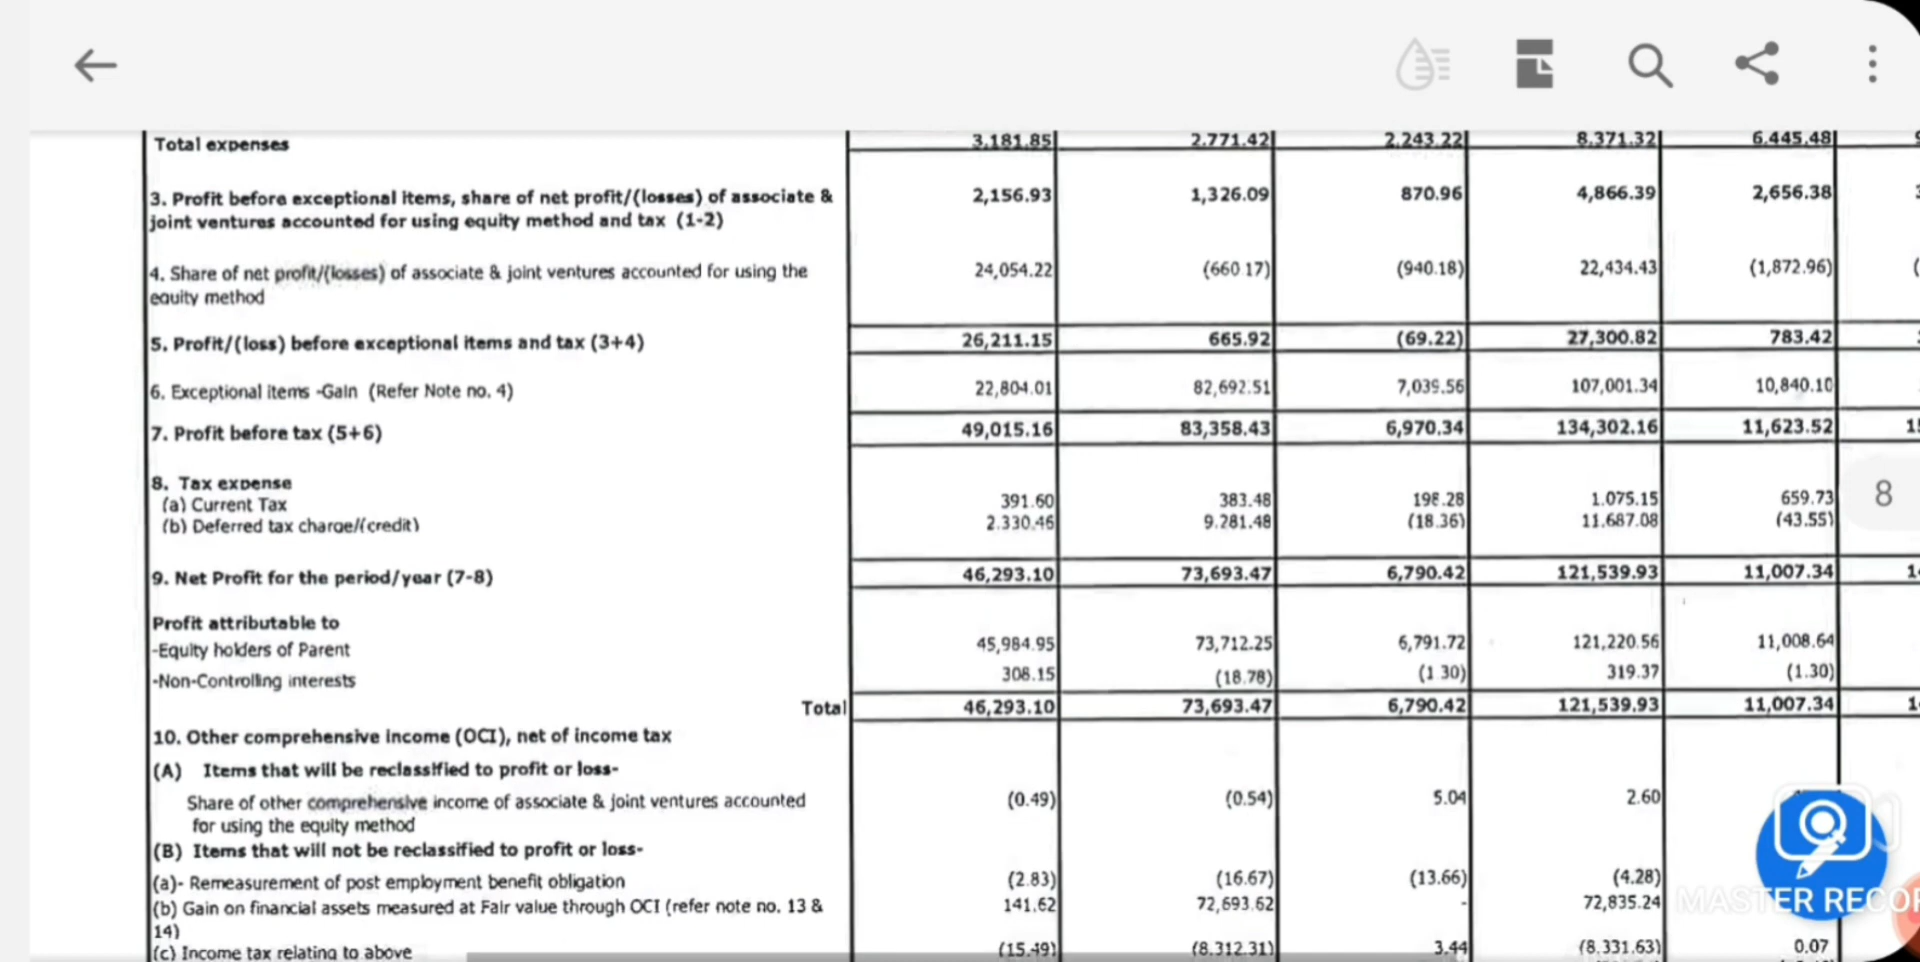 Total expenses 3,181.85 2,771.42 2,243.22 8,371.32 6,445.48
3. Profit before exceptional items, share of net profit/(losses) of associate & 2,156.93 1,326.09 870.96 4,866.39 2,656.38
joint ventures accounted for using equity method and tax (1-2)
4. Share of net profit/(losses) of associate & joint ventures accounted for using the 24,054.22 (660.17) (940.18) 22,434.43 (1,872.96)
equity method
5. Profit/(loss) before exceptional items and tax (3+4) 26,211.15 665.92 (69.22) 27,300.82 783.42
6. Exceptional items -Gain (Refer Note no. 4) 22,804.01 82,692.51 7,039.56 107,001.34 10,840.10
7. Profit before tax (5+6) 49,015.16 83,358.43 6,970.34 134,302.16 11,623.52
8. Tax expense
(a) Current Tax 391.60 383.48 198.28 1,075.15 659.73 8
(b) Deferred tax charge/(credit) 2,330.46 9,281.48 (18.36) 11,687.08 (43.55)
9. Net Profit for the period/year (7-8) 46,293.10 73,693.47 6,790.42 121,539.93 11,007.34
Profit attributable to
-Equity holders of Parent 45,984.95 73,712.25 6,791.72 121,220.56 11,008.64
-Non-Controlling interests 308.15 (18.78) (1.30) 319.37 (1.30)
Total 46,293.10 73,693.47 6,790.42 121,539.93 11,007.34
10. Other comprehensive income (OCI), net of income tax
(A) Items that will be reclassified to profit or loss-
Share of other comprehensive income of associate & joint ventures accounted (0.49) (0.54) 5.04 2.60
for using the equity method
(B) Items that will not be reclassified to profit or loss-
(a)- Remeasurement of post employment benefit obligation (2.83) (16.67) (13.66) (4.28)
(b) Gain on financial assets measured at Fair value through OCI (refer note no. 13 & 141.62 72,693.62 - 72,835.24
14)
(c) Income tax relating to above (15.49) (8,312.31) 3.44 (8,331.63) 0.07
MASTER RECOR